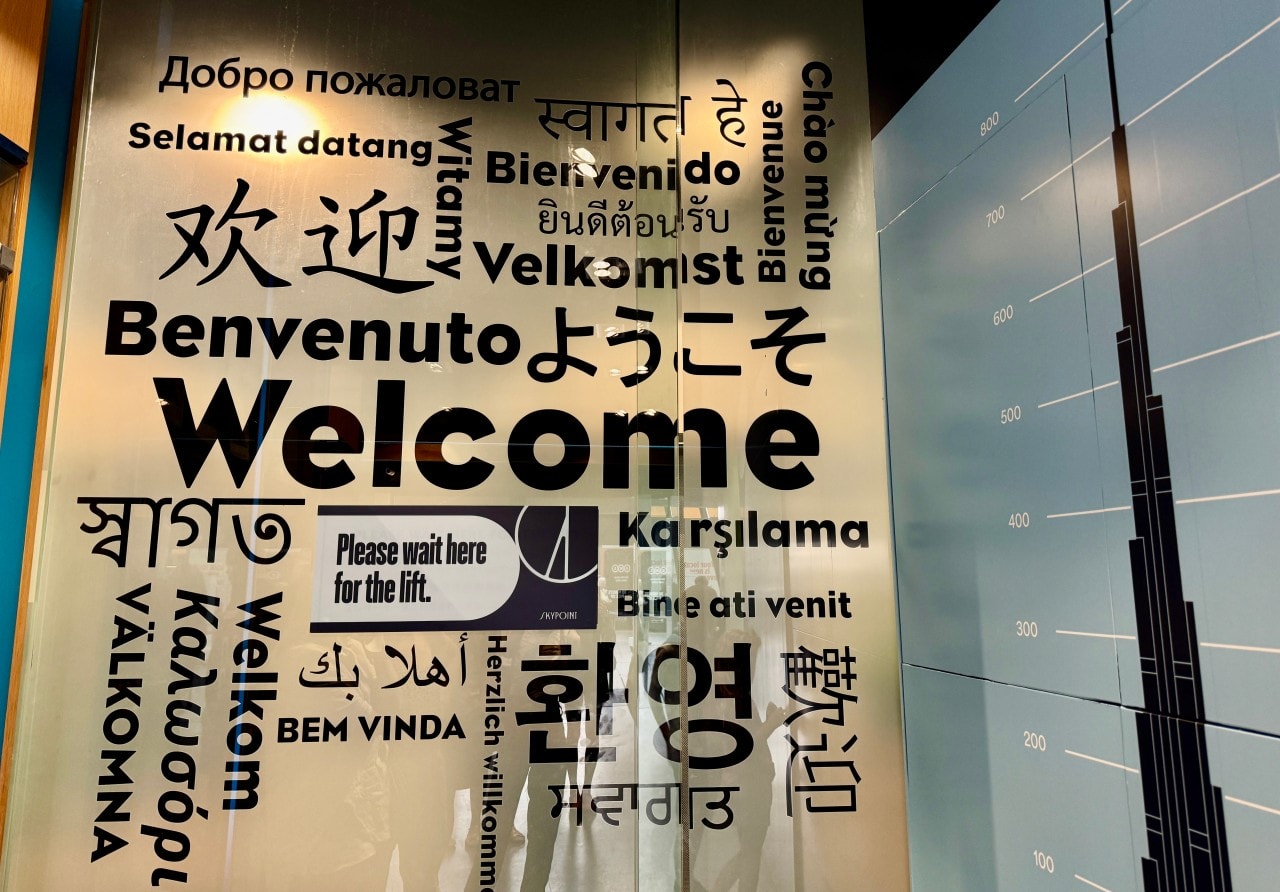 Добро пожаловат
Selamat datang
Witamy
स्वागत हे
Bienvenido
Bienvenue
Chào mừng
欢迎
ยินดีต้อนรับ
Velkomst
Benvenuto
ようこそ
Welcome
স্বাগত
Please wait here
for the lift.
SKYPOINT
Karşılama
Bine ati venit
VÄLKOMNA
Καλωσόρι
Welkom
أهلا بك
BEM VINDA
Herzlich willkomme
환영
歡迎
ਸਵਾਗਤ
800
700
600
500
400
300
200
100